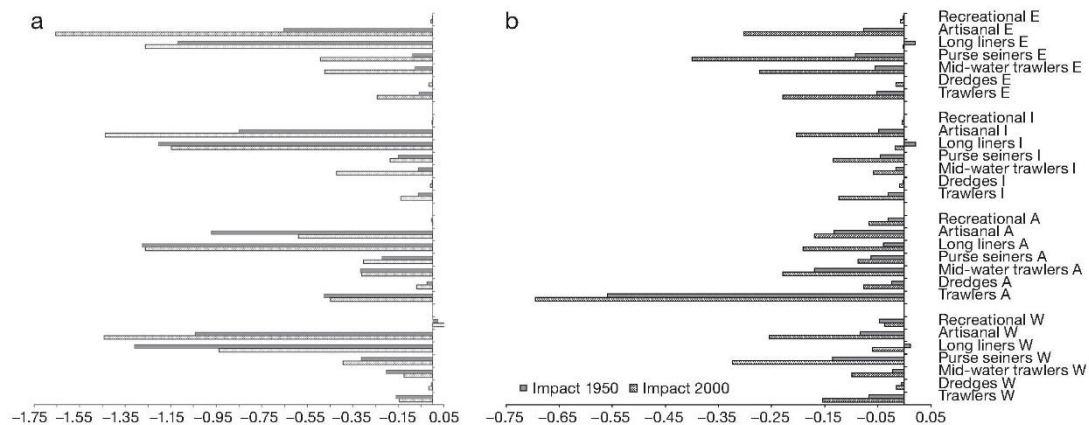 a
b
Recreational E
Artisanal E
Long liners E
Purse seiners E
Mid-water trawlers E
Dredges E
Trawlers E
Recreational I
Artisanal I
Long liners I
Purse seiners I
Mid-water trawlers I
Dredges I
Trawlers I
Recreational A
Artisanal A
Long liners A
Purse seiners A
Mid-water trawlers A
Dredges A
Trawlers A
Recreational W
Artisanal W
Long liners W
Purse seiners W
Mid-water trawlers W
Dredges W
Trawlers W
Impact 1950 Impact 2000
−1.75 −1.55 −1.35 −1.15 −0.95 −0.75 −0.55 −0.35 −0.15 0.05
−0.75 −0.65 −0.55 −0.45 −0.35 −0.25 −0.15 −0.05 0.05